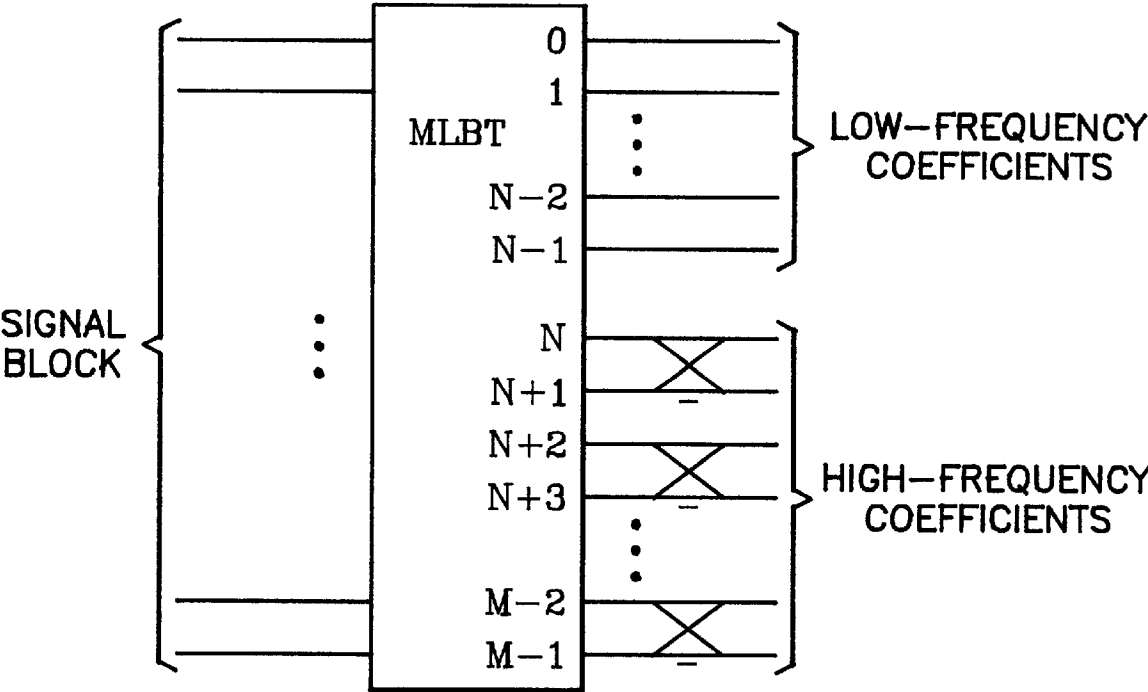 0
1
MLBT
LOW-FREQUENCY
COEFFICIENTS
N-2
N-1
SIGNAL
BLOCK
N
N+1
N+2
N+3
HIGH-FREQUENCY
COEFFICIENTS
M-2
M-1